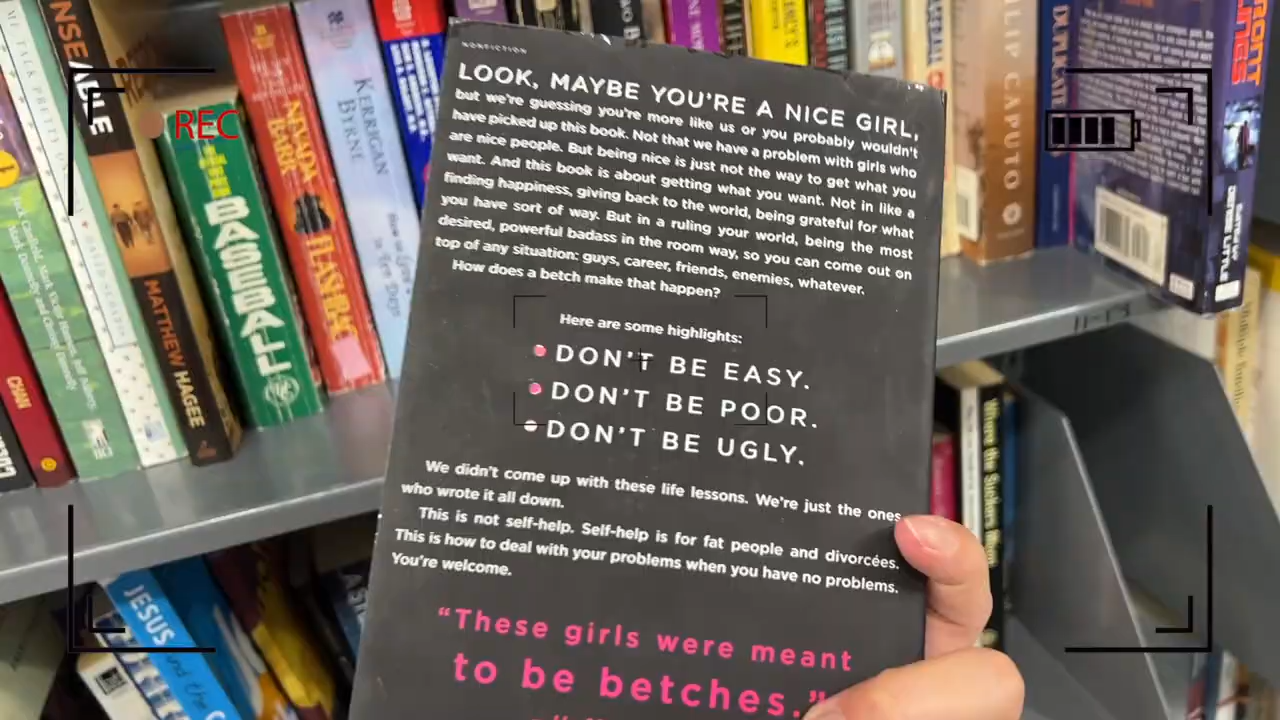 NONFICTION
LOOK, MAYBE YOU'RE A NICE GIRL,
but we're guessing you're more like us or you probably wouldn't
have picked up this book. Not that we have a problem with girls who
are nice people. But being nice is just not the way to get what you
want. And this book is about getting what you want. Not in like a
finding happiness, giving back to the world, being grateful for what
you have sort of way. But in a ruling your world, being the most
desired, powerful badass in the room way, so you can come out on
top of any situation: guys, career, friends, enemies, whatever.
How does a betch make that happen?
Here are some highlights:
• DON'T BE EASY.
• DON'T BE POOR.
• DON'T BE UGLY.
We didn't come up with these life lessons. We're just the ones
who wrote it all down.
This is not self-help. Self-help is for fat people and divorcées.
This is how to deal with your problems when you have no problems.
You're welcome.
"These girls were meant
to be betches."
REC
MATTHEW HAGEE
BASEBALL
KERRIGAN
BYRNE
CHANI
JESUS
and the
PHILIP CAPUTO
Where the Suckers Moon